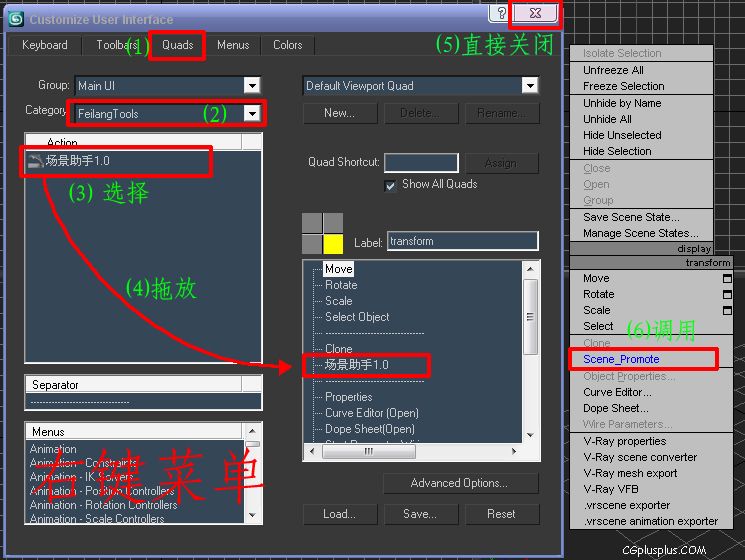 Customize User Interface
Keyboard
Toolbars
(1)
Quads
Menus
Colors
(5)直接关闭
Group:
Main UI
Category:
FeilangTools
(2)
Action
场景助手1.0
(3) 选择
(4)拖放
Separator
Menus
Animation
Animation - Constraints
Animation - IK Solvers
Animation - Position Controllers
Animation - Rotation Controllers
Animation - Scale Controllers
右键菜单
Default Viewport Quad
New...
Delete...
Rename...
Quad Shortcut:
Assign
Show All Quads
Label:
transform
Move
Rotate
Scale
Select Object
Clone
场景助手1.0
Properties
Curve Editor (Open)
Dope Sheet(Open)
Advanced Options...
Load...
Save...
Reset
Isolate Selection
Unfreeze All
Freeze Selection
Unhide by Name
Unhide All
Hide Unselected
Hide Selection
Close
Open
Group
Save Scene State...
Manage Scene States...
display
transform
Move
Rotate
Scale
Select
(6)调用
Clone
Scene_Promote
Object Properties...
Curve Editor...
Dope Sheet...
Wire Parameters...
V-Ray properties
V-Ray scene converter
V-Ray mesh export
V-Ray VFB
.vrscene exporter
.vrscene animation exporter
CGplusplus.COM